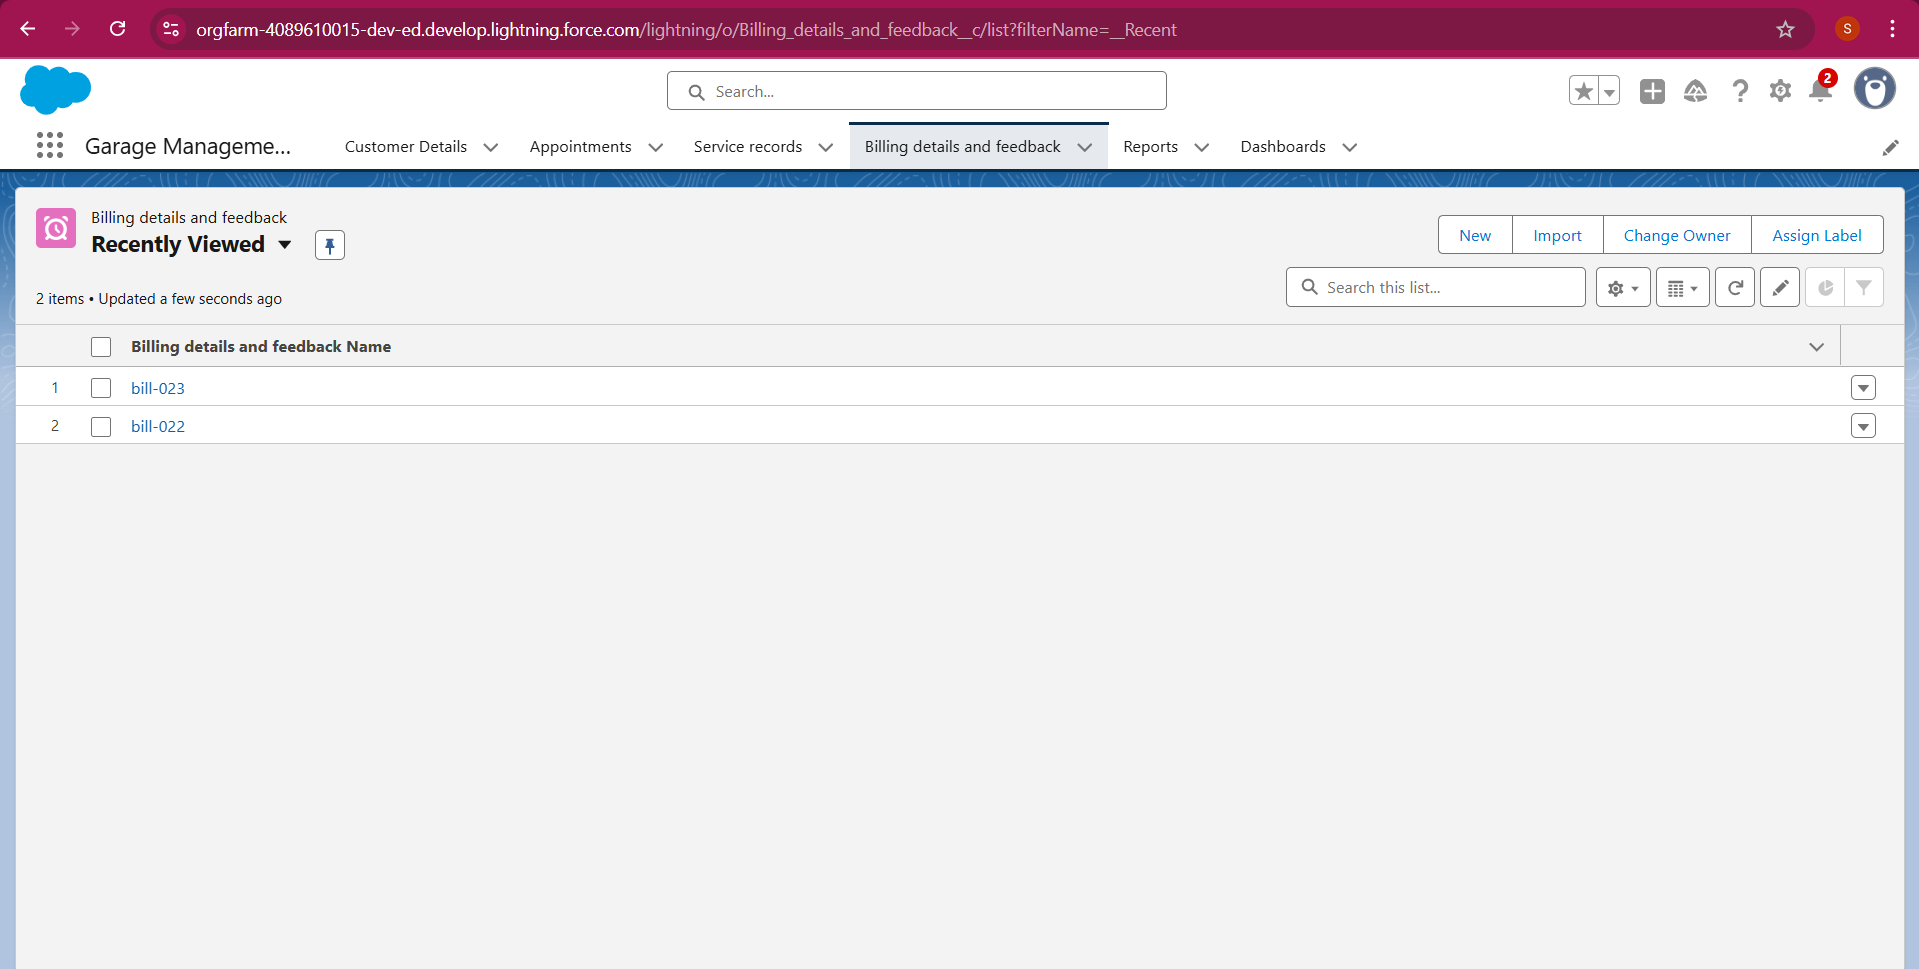 orgfarm-4089610015-dev-ed.develop.lightning.force.com/lightning/o/Billing_details_and_feedback__c/list?filterName=__Recent
S
Search...
2
Garage Manageme...
Customer Details
Appointments
Service records
Billing details and feedback
Reports
Dashboards
Billing details and feedback
Recently Viewed
New
Import
Change Owner
Assign Label
2 items • Updated a few seconds ago
Search this list...
Billing details and feedback Name
1 bill-023
2 bill-022